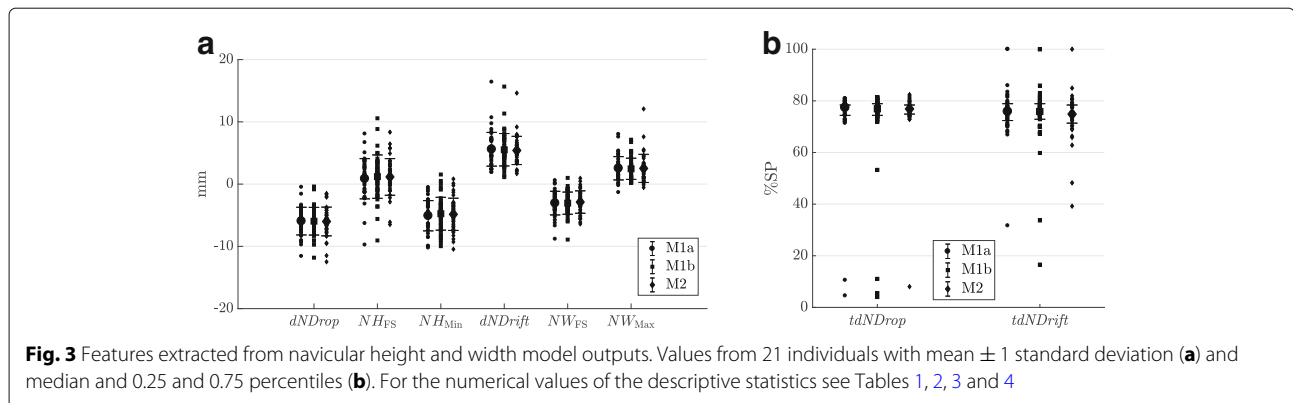 a
20
10
0
-10
-20
mm
dNDrop NH_FS NH_Min dNDrift NW_FS NW_Max
M1a
M1b
M2
b
100
80
60
40
20
0
%SP
tdNDrop tdNDrift
M1a
M1b
M2
Fig. 3 Features extracted from navicular height and width model outputs. Values from 21 individuals with mean ± 1 standard deviation (a) and
median and 0.25 and 0.75 percentiles (b). For the numerical values of the descriptive statistics see Tables 1, 2, 3 and 4